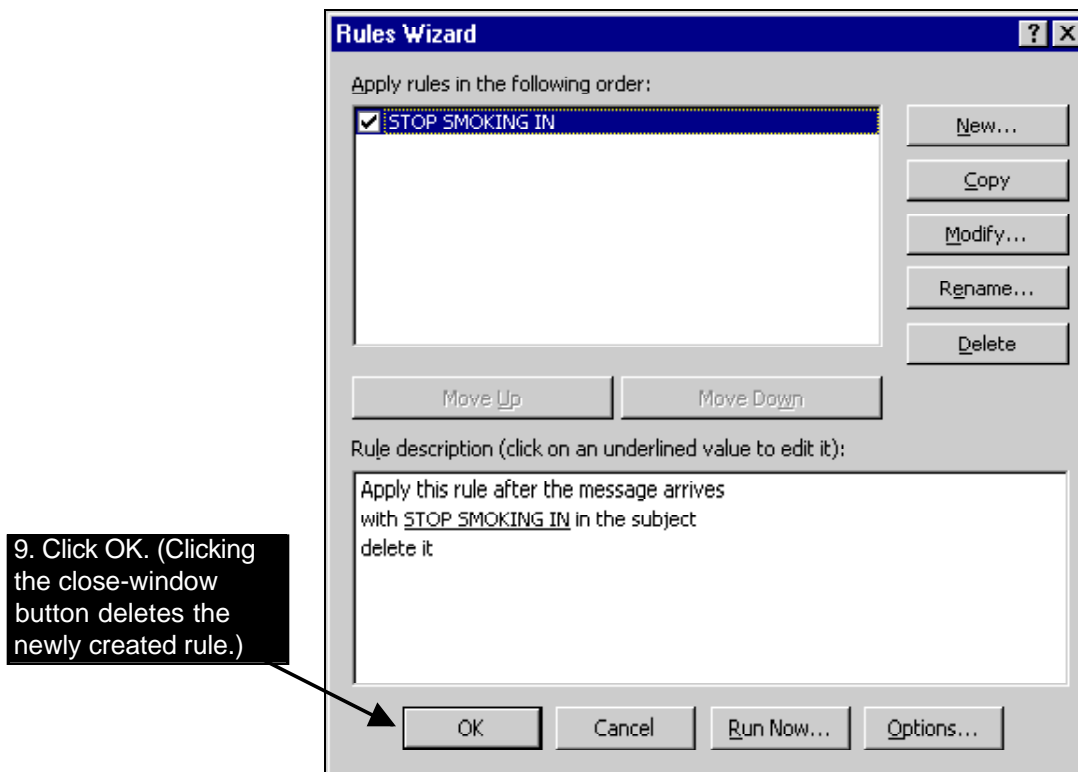 Rules Wizard
Apply rules in the following order:
STOP SMOKING IN
New...
Copy
Modify...
Rename...
Delete
Move Up
Move Down
Rule description (click on an underlined value to edit it):
Apply this rule after the message arrives
with STOP SMOKING IN in the subject
delete it
9. Click OK. (Clicking
the close-window
button deletes the
newly created rule.)
OK
Cancel
Run Now...
Options...